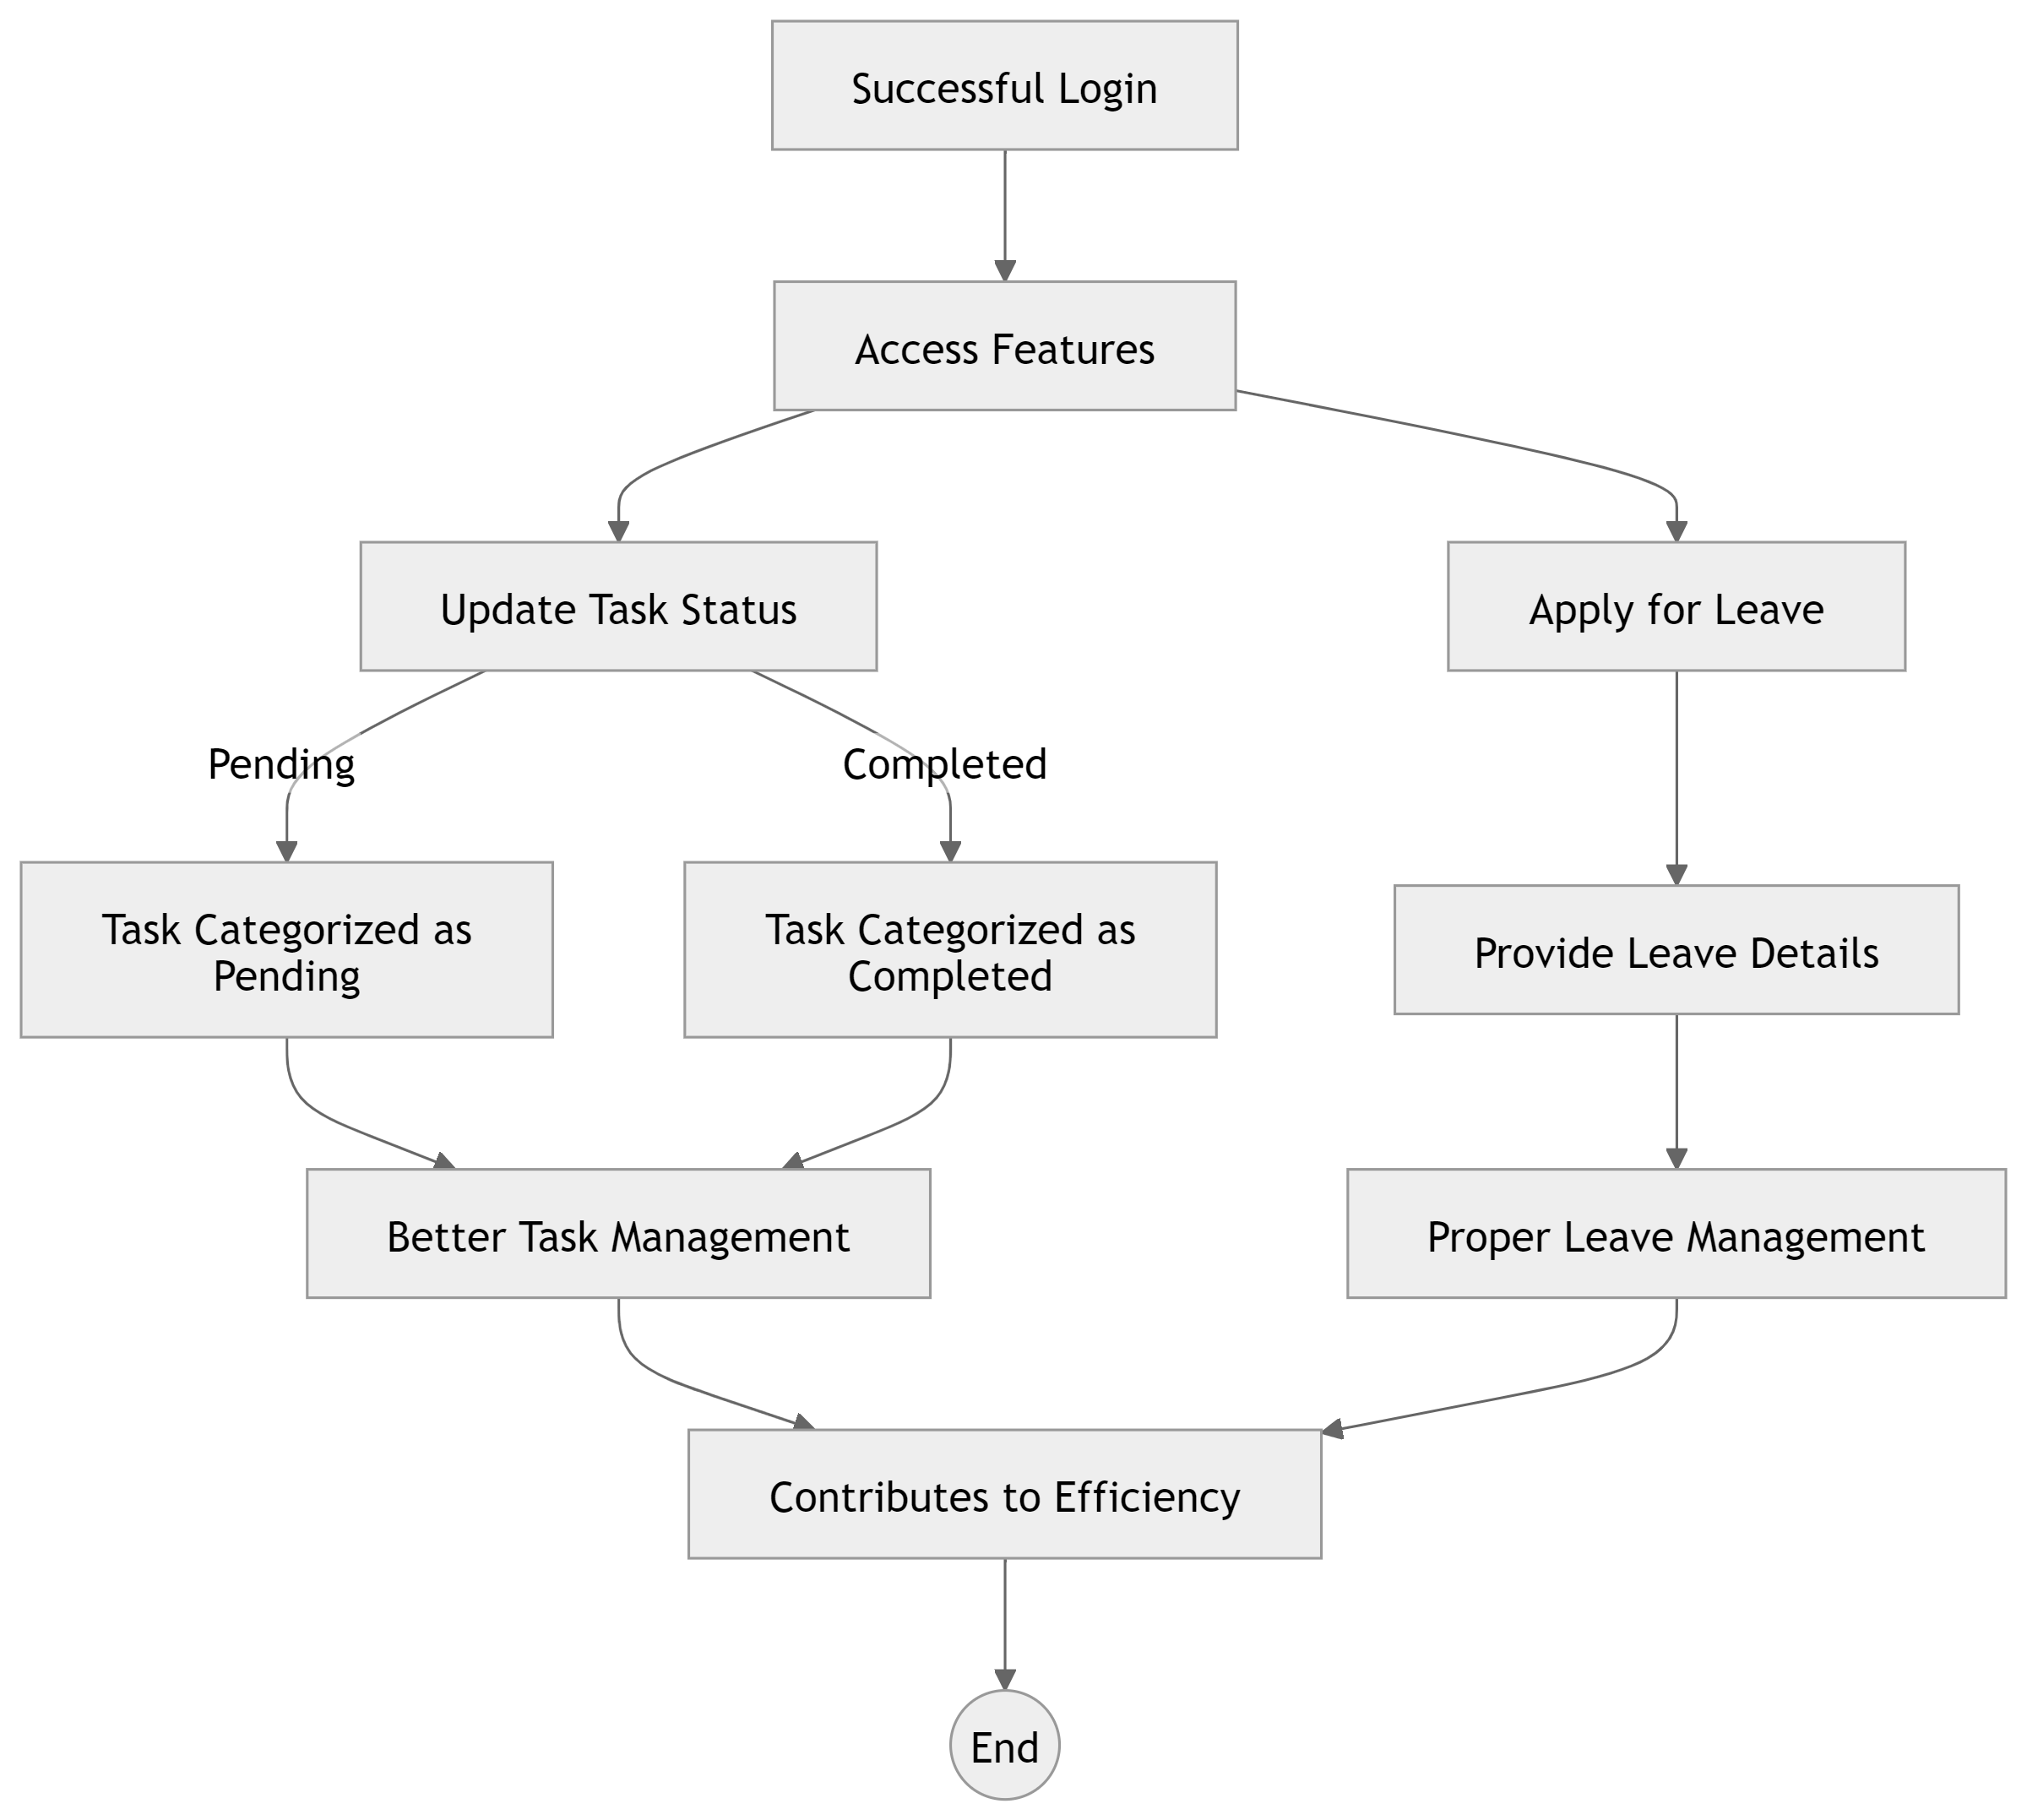 Successful Login
Access Features
Update Task Status
Apply for Leave
Pending
Completed
Task Categorized as
Pending
Task Categorized as
Completed
Provide Leave Details
Better Task Management
Proper Leave Management
Contributes to Efficiency
End